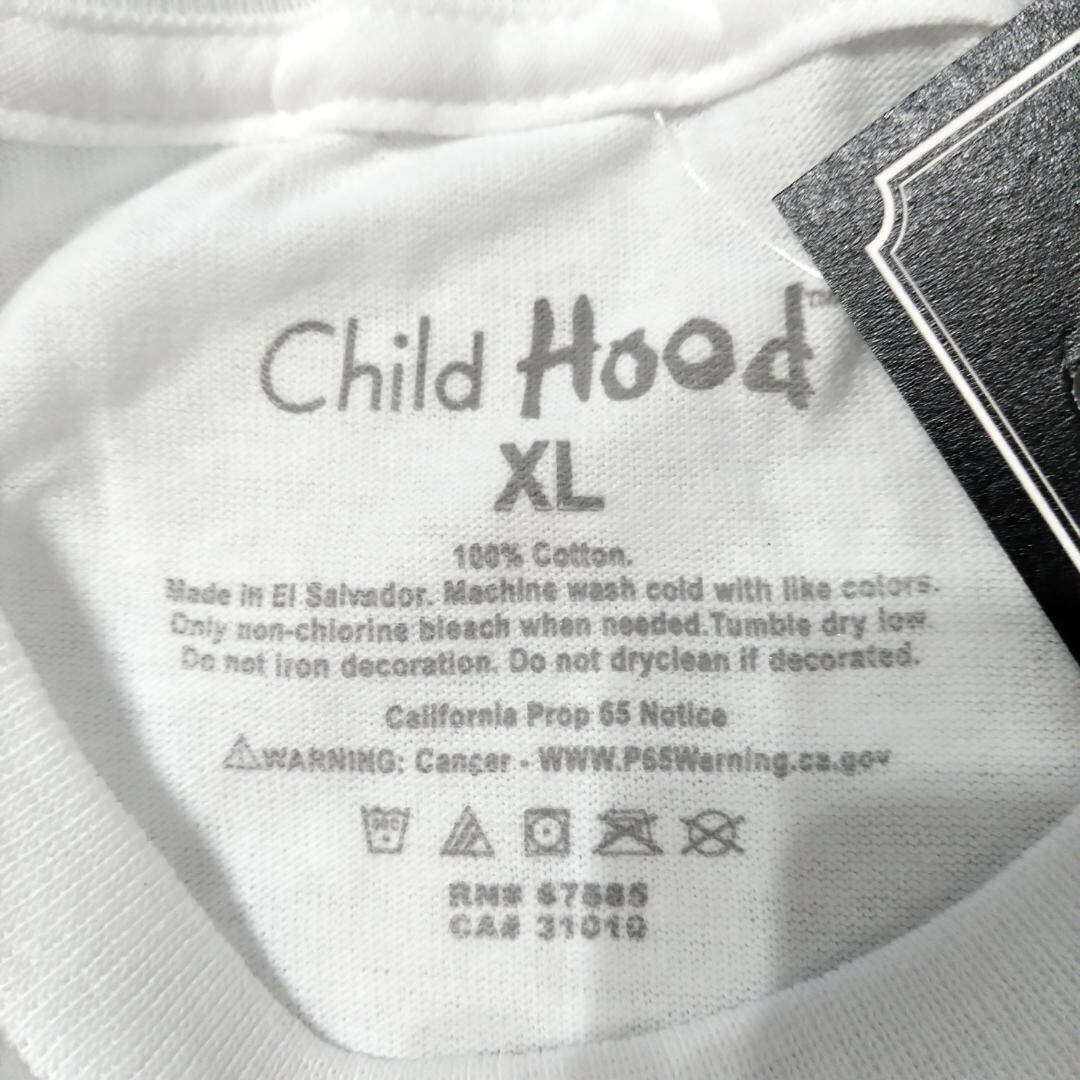 Child Hood™
XL
100% Cotton.
Made in El Salvador. Machine wash cold with like colors.
Only non-chlorine bleach when needed.Tumble dry low.
Do not iron decoration. Do not dryclean if decorated.
California Prop 65 Notice
⚠WARNING: Cancer - WWW.P65Warning.ca.gov
RN# 67585
CA# 31010